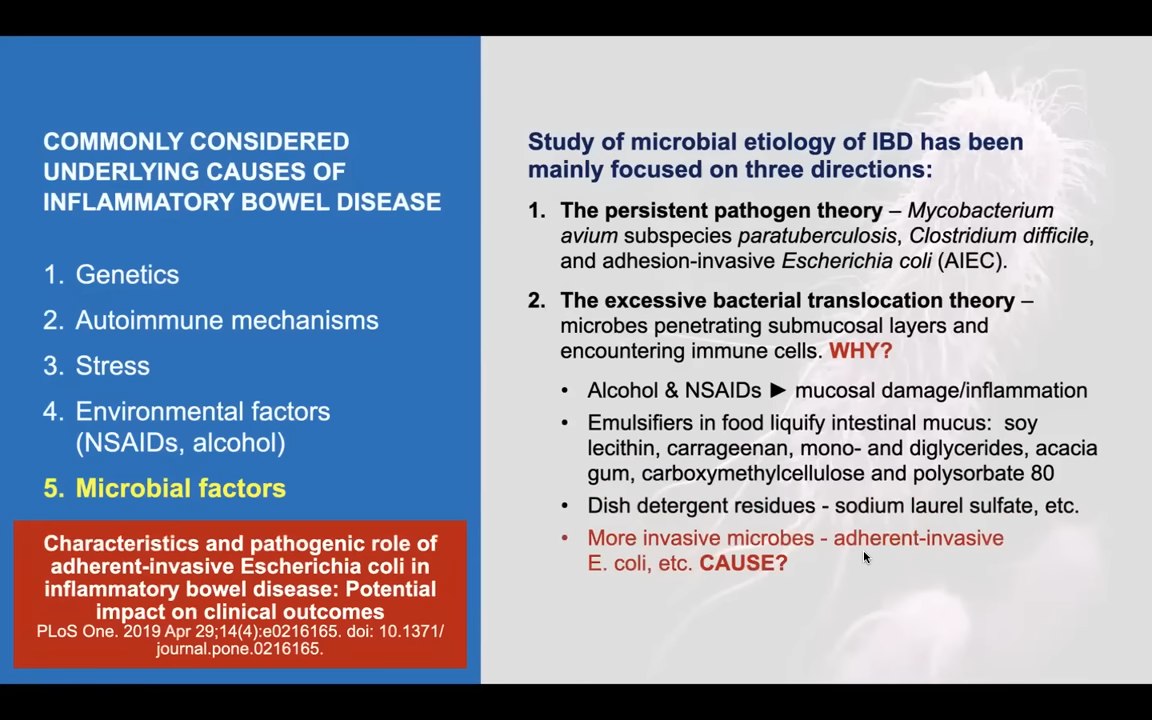 COMMONLY CONSIDERED
UNDERLYING CAUSES OF
INFLAMMATORY BOWEL DISEASE
1. Genetics
2. Autoimmune mechanisms
3. Stress
4. Environmental factors
(NSAIDs, alcohol)
5. Microbial factors
Characteristics and pathogenic role of
adherent-invasive Escherichia coli in
inflammatory bowel disease: Potential
impact on clinical outcomes
PLoS One. 2019 Apr 29;14(4):e0216165. doi: 10.1371/
journal.pone.0216165.
Study of microbial etiology of IBD has been
mainly focused on three directions:
1. The persistent pathogen theory – Mycobacterium
avium subspecies paratuberculosis, Clostridium difficile,
and adhesion-invasive Escherichia coli (AIEC).
2. The excessive bacterial translocation theory –
microbes penetrating submucosal layers and
encountering immune cells. WHY?
• Alcohol & NSAIDs ► mucosal damage/inflammation
• Emulsifiers in food liquify intestinal mucus: soy
lecithin, carrageenan, mono- and diglycerides, acacia
gum, carboxymethylcellulose and polysorbate 80
• Dish detergent residues - sodium laurel sulfate, etc.
• More invasive microbes - adherent-invasive
E. coli, etc. CAUSE?